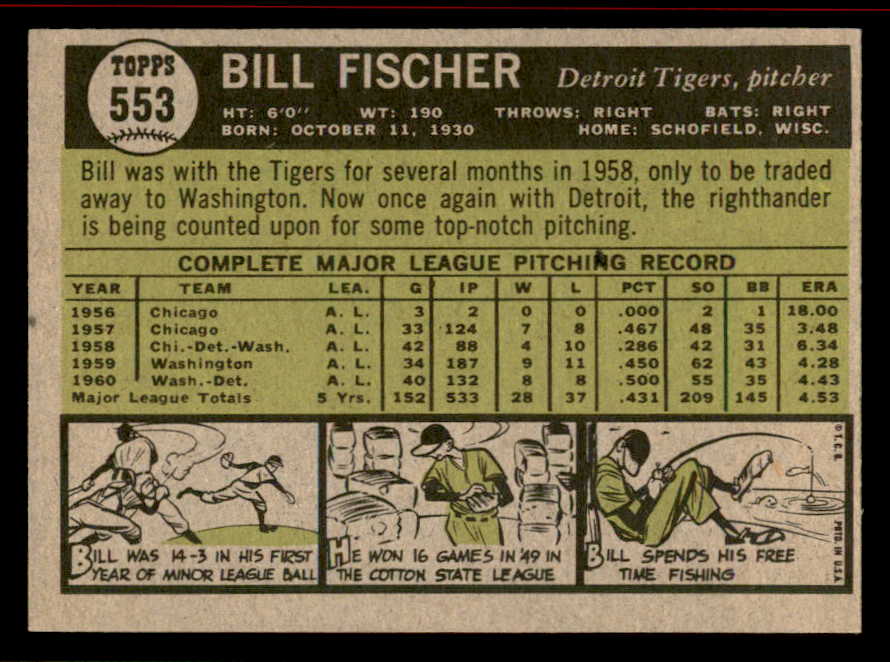 TOPPS
553
BILL FISCHER Detroit Tigers, pitcher
HT: 6'0" WT: 190 THROWS: RIGHT BATS: RIGHT
BORN: OCTOBER 11, 1930 HOME: SCHOFIELD, WISC.
Bill was with the Tigers for several months in 1958, only to be traded
away to Washington. Now once again with Detroit, the righthander
is being counted upon for some top-notch pitching.
COMPLETE MAJOR LEAGUE PITCHING RECORD
YEAR TEAM LEA. G IP W L PCT SO BB ERA
1956 Chicago A. L. 3 2 0 0 .000 2 1 18.00
1957 Chicago A. L. 33 124 7 8 .467 48 35 3.48
1958 Chi.-Det.-Wash. A. L. 42 88 4 10 .286 42 31 6.34
1959 Washington A. L. 34 187 9 11 .450 62 43 4.28
1960 Wash.-Det. A. L. 40 132 8 8 .500 55 35 4.43
Major League Totals 5 Yrs. 152 533 28 37 .431 209 145 4.53
BILL WAS 14-3 IN HIS FIRST
YEAR OF MINOR LEAGUE BALL
HE WON 16 GAMES IN '49 IN
THE COTTON STATE LEAGUE
BILL SPENDS HIS FREE
TIME FISHING
© T.C.G. PRTD. IN U.S.A.